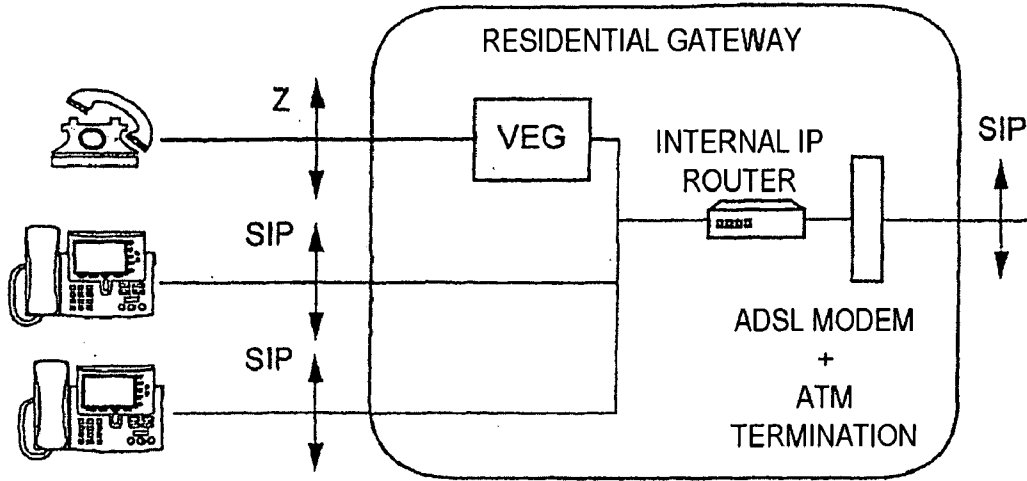 RESIDENTIAL GATEWAY
Z
VEG
INTERNAL IP
ROUTER
SIP
SIP
SIP
ADSL MODEM
+
ATM
TERMINATION